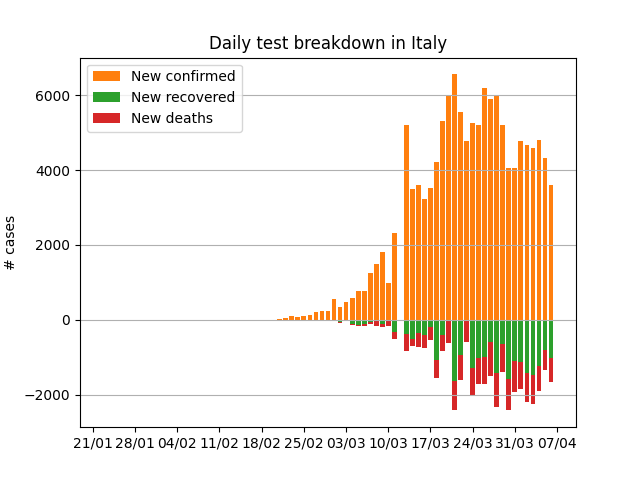 Daily test breakdown in Italy
New confirmed
New recovered
New deaths
# cases
6000
4000
2000
0
−2000
21/01 28/01 04/02 11/02 18/02 25/02 03/03 10/03 17/03 24/03 31/03 07/04